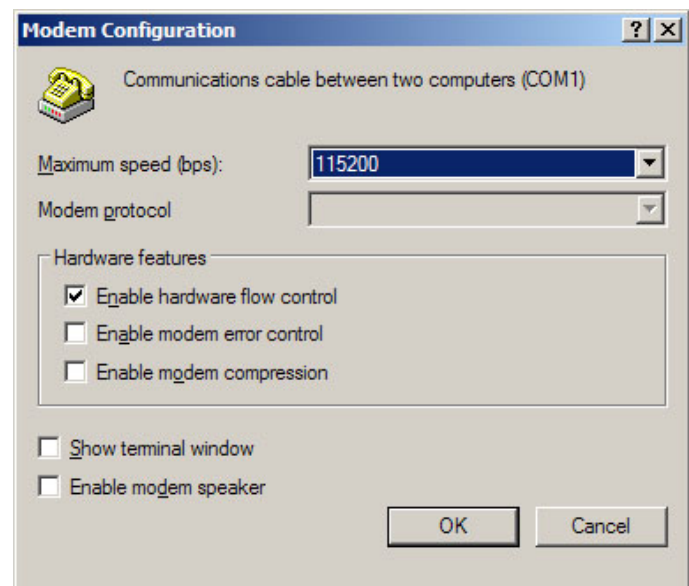 Modem Configuration
Communications cable between two computers (COM1)
Maximum speed (bps): 115200
Modem protocol
Hardware features
Enable hardware flow control
Enable modem error control
Enable modem compression
Show terminal window
Enable modem speaker
OK Cancel